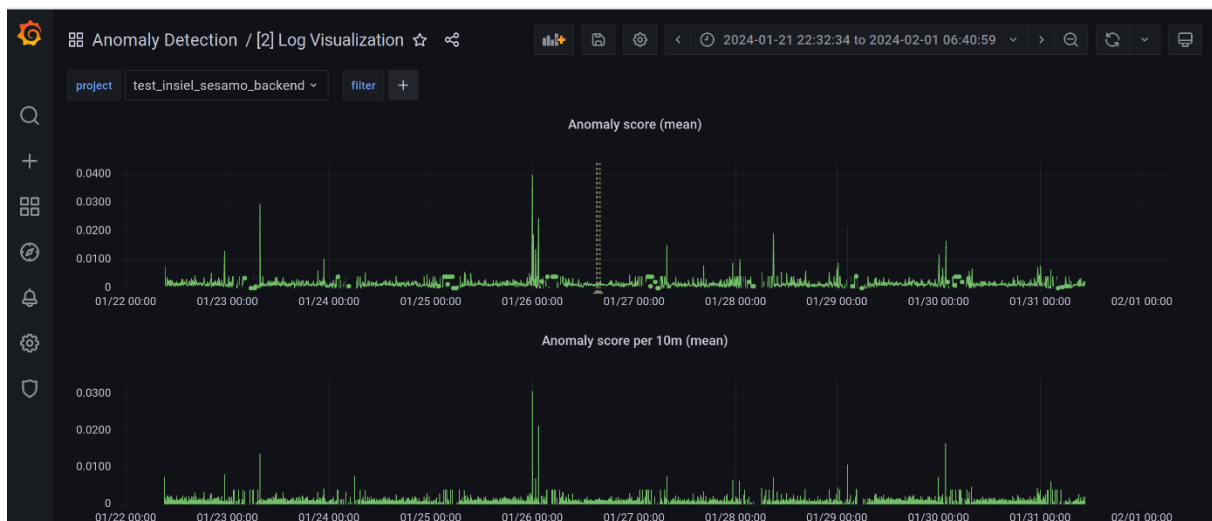 Anomaly Detection / [2] Log Visualization
2024-01-21 22:32:34 to 2024-02-01 06:40:59
project test_insiel_sesamo_backend filter +
Anomaly score (mean)
0.0400
0.0300
0.0200
0.0100
0
01/22 00:00 01/23 00:00 01/24 00:00 01/25 00:00 01/26 00:00 01/27 00:00 01/28 00:00 01/29 00:00 01/30 00:00 01/31 00:00 02/01 00:00
Anomaly score per 10m (mean)
0.0300
0.0200
0.0100
0
01/22 00:00 01/23 00:00 01/24 00:00 01/25 00:00 01/26 00:00 01/27 00:00 01/28 00:00 01/29 00:00 01/30 00:00 01/31 00:00 02/01 00:00